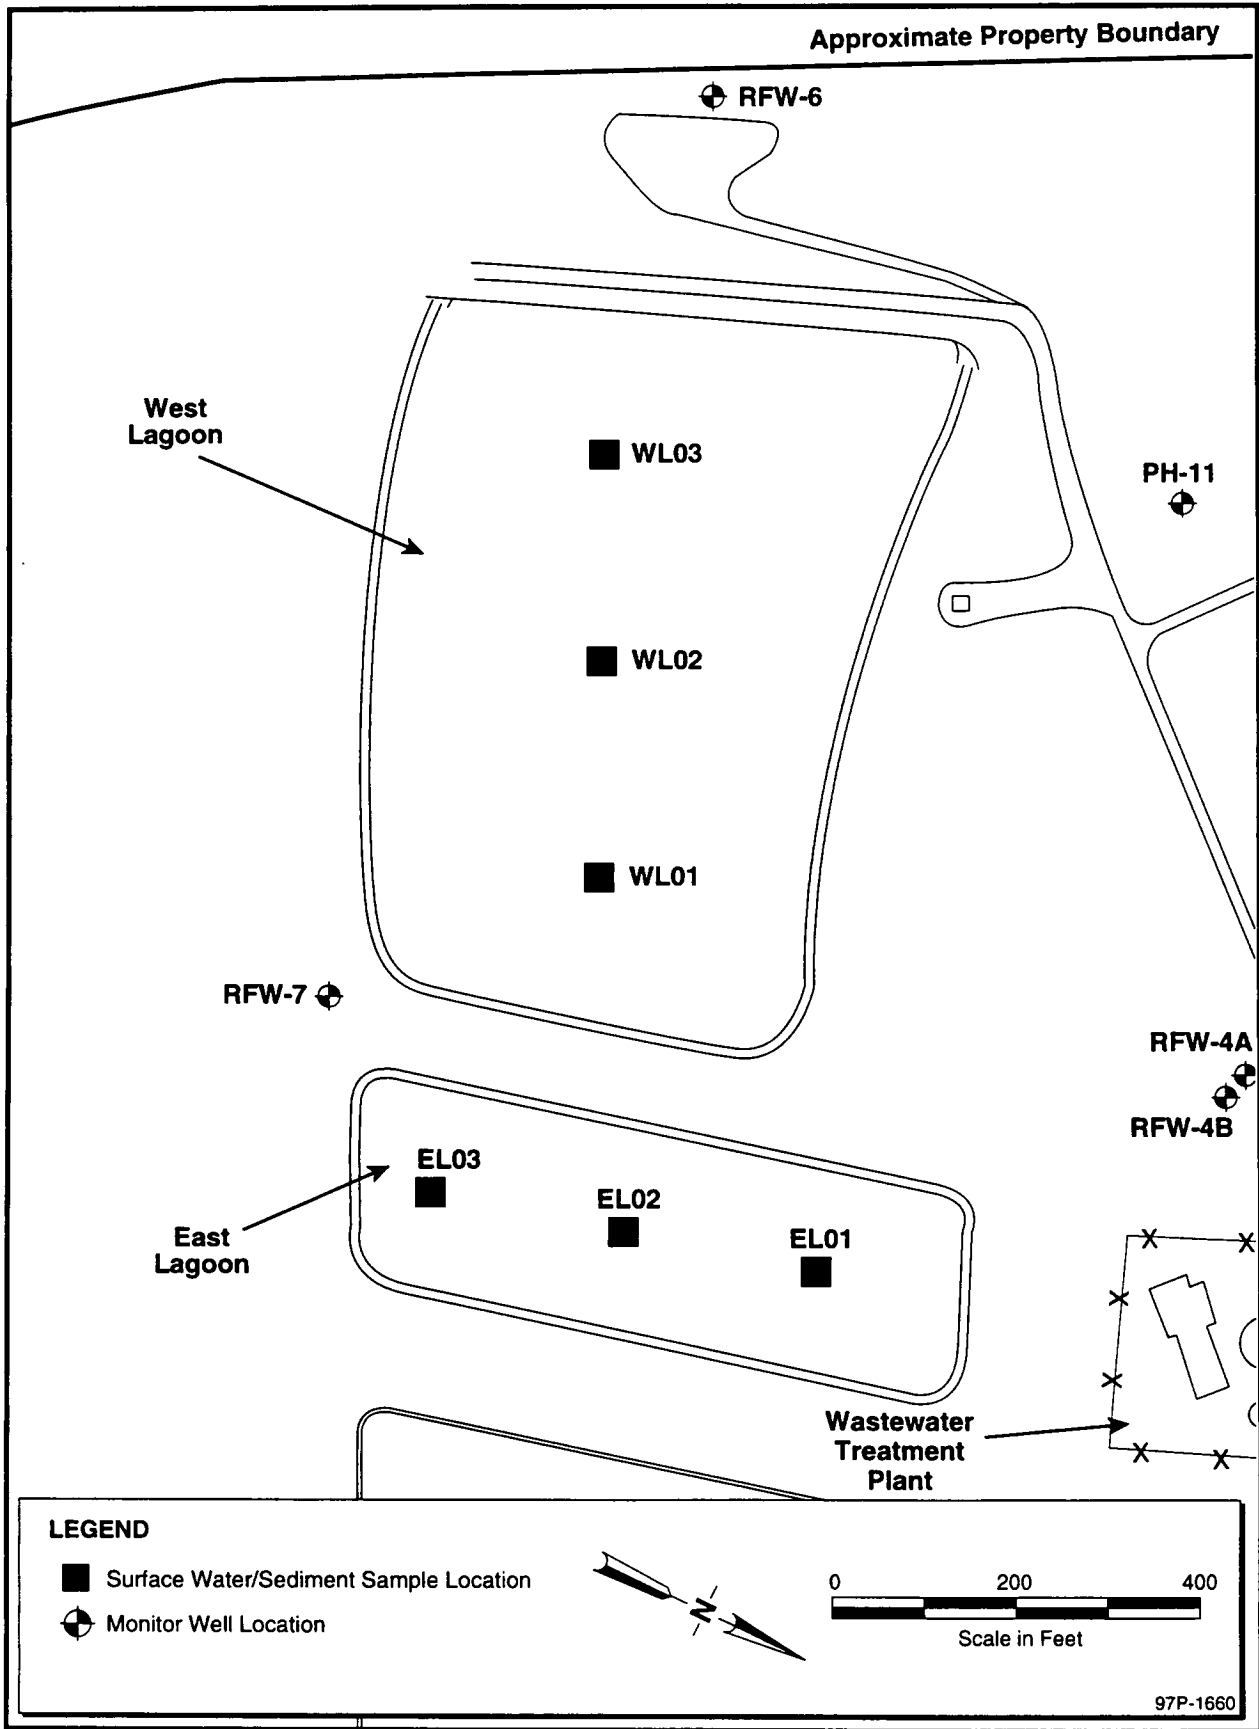 Approximate Property Boundary
RFW-6
West
Lagoon
WL03
PH-11
WL02
WL01
RFW-7
RFW-4A
RFW-4B
EL03
EL02
EL01
East
Lagoon
X X
X
X
X X
Wastewater
Treatment
Plant
LEGEND
Surface Water/Sediment Sample Location
Monitor Well Location
N
0 200 400
Scale in Feet
97P-1660